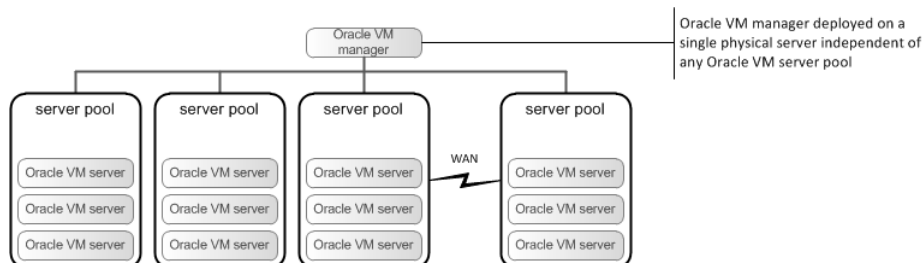 Oracle VM
manager
Oracle VM manager deployed on a
single physical server independent of
any Oracle VM server pool
server pool
server pool
server pool
server pool
WAN
Oracle VM server
Oracle VM server
Oracle VM server
Oracle VM server
Oracle VM server
Oracle VM server
Oracle VM server
Oracle VM server
Oracle VM server
Oracle VM server
Oracle VM server
Oracle VM server